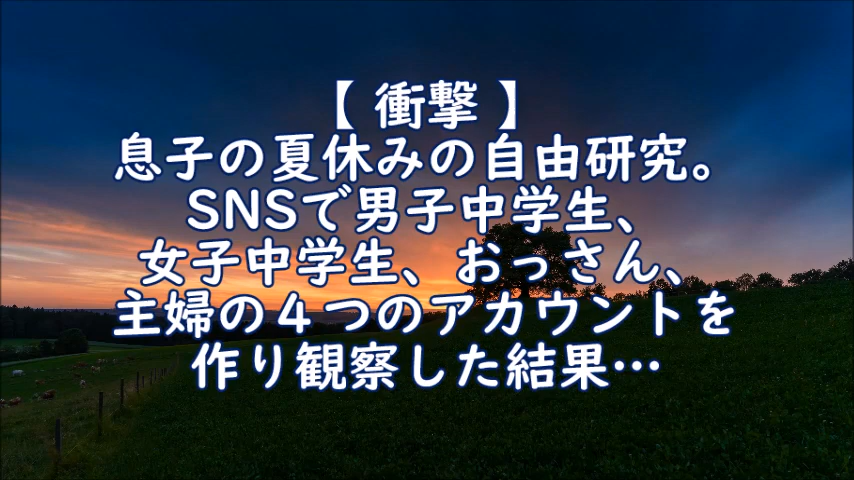 【 衝撃 】
息子の夏休みの自由研究。
SNSで男子中学生、
女子中学生、おっさん、
主婦の４つのアカウントを
作り観察した結果…